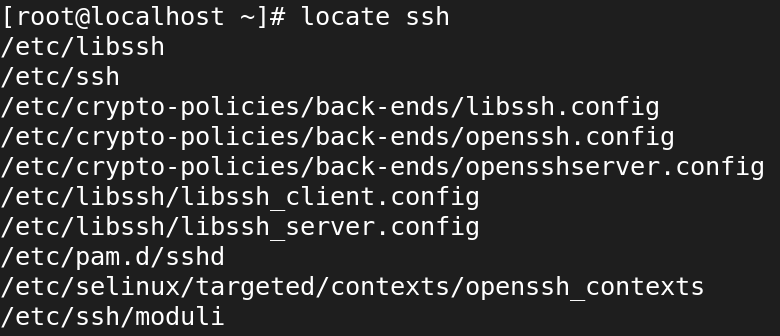 [root@localhost ~]# locate ssh
/etc/libssh
/etc/ssh
/etc/crypto-policies/back-ends/libssh.config
/etc/crypto-policies/back-ends/openssh.config
/etc/crypto-policies/back-ends/opensshserver.config
/etc/libssh/libssh_client.config
/etc/libssh/libssh_server.config
/etc/pam.d/sshd
/etc/selinux/targeted/contexts/openssh_contexts
/etc/ssh/moduli